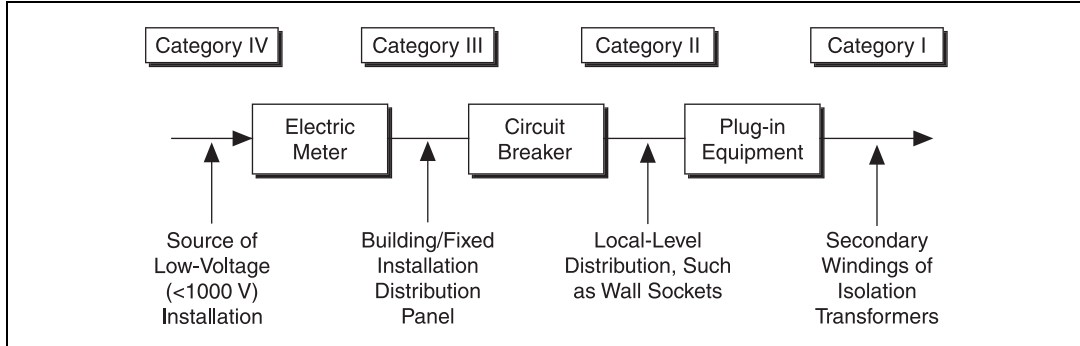 Category IV
Category III
Category II
Category I
Electric
Meter
Circuit
Breaker
Plug-in
Equipment
Source of
Low-Voltage
(<1000 V)
Installation
Building/Fixed
Installation
Distribution
Panel
Local-Level
Distribution, Such
as Wall Sockets
Secondary
Windings of
Isolation
Transformers